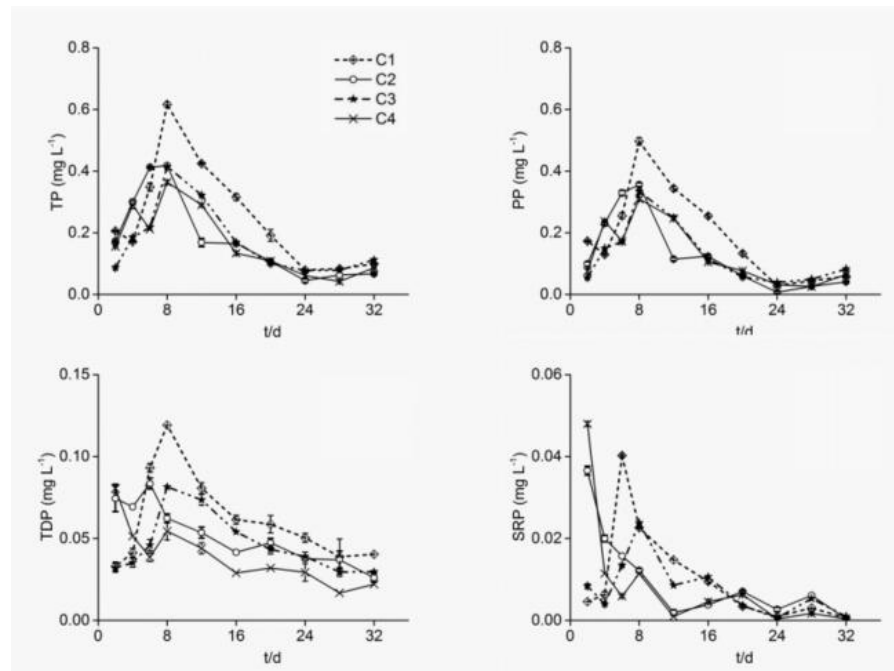 TP (mg L⁻¹)
0.8
0.6
0.4
0.2
0.0
0 8 16 24 32
t/d
C1
C2
C3
C4
PP (mg L⁻¹)
0.8
0.6
0.4
0.2
0.0
0 8 16 24 32
t/d
TDP (mg L⁻¹)
0.15
0.10
0.05
0.00
0 8 16 24 32
t/d
SRP (mg L⁻¹)
0.06
0.04
0.02
0.00
0 8 16 24 32
t/d